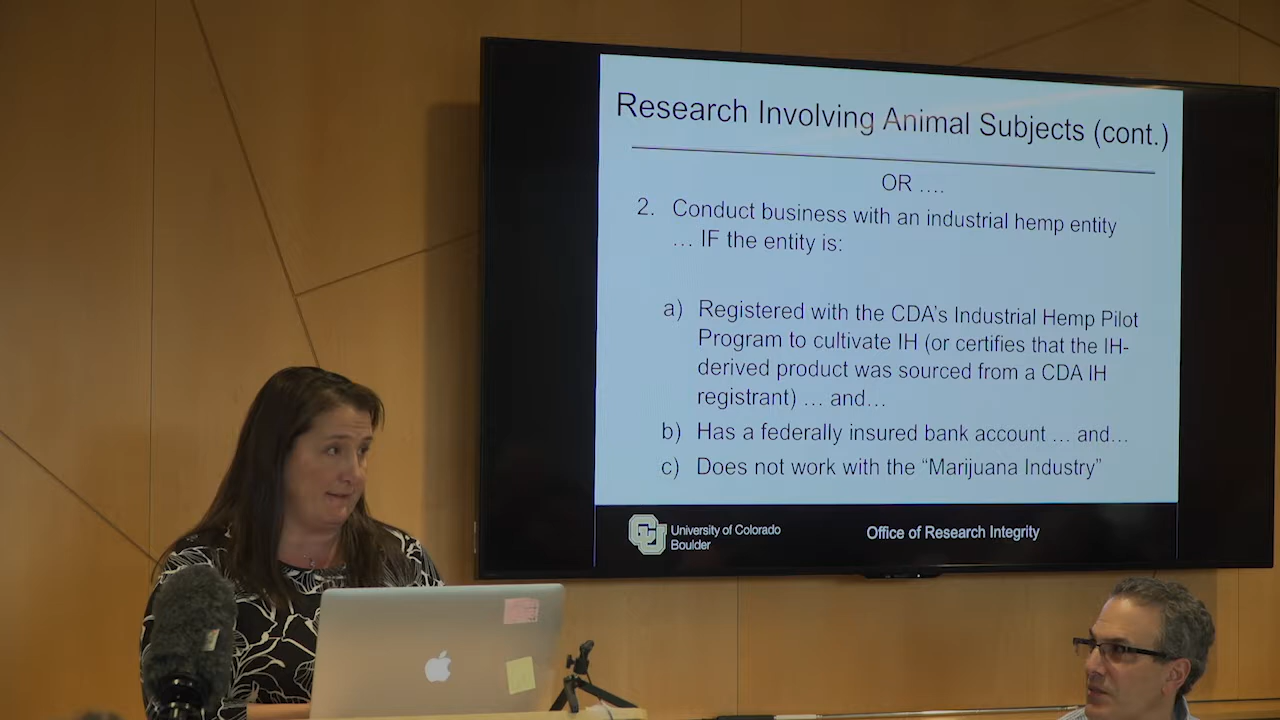 Research Involving Animal Subjects (cont.)
OR ....
2. Conduct business with an industrial hemp entity
... IF the entity is:
a) Registered with the CDA's Industrial Hemp Pilot
Program to cultivate IH (or certifies that the IH-
derived product was sourced from a CDA IH
registrant) ... and...
b) Has a federally insured bank account ... and...
c) Does not work with the "Marijuana Industry"
CU
University of Colorado
Boulder
Office of Research Integrity